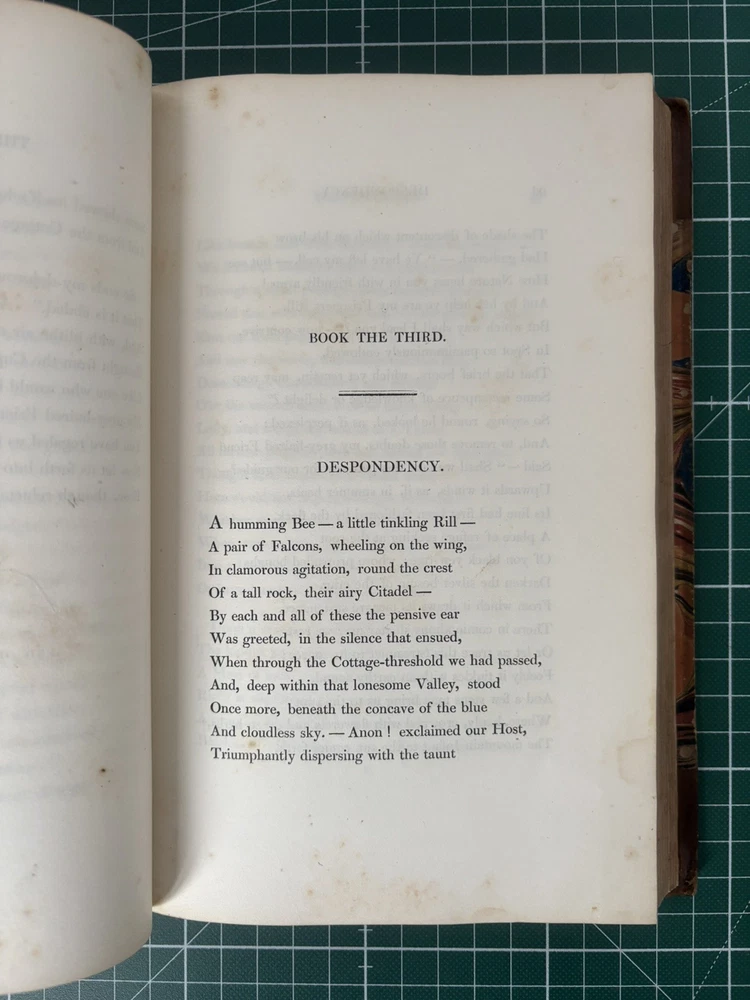 BOOK THE THIRD.
DESPONDENCY.
A humming Bee — a little tinkling Rill —
A pair of Falcons, wheeling on the wing,
In clamorous agitation, round the crest
Of a tall rock, their airy Citadel —
By each and all of these the pensive ear
Was greeted, in the silence that ensued,
When through the Cottage-threshold we had passed,
And, deep within that lonesome Valley, stood
Once more, beneath the concave of the blue
And cloudless sky. — Anon ! exclaimed our Host,
Triumphantly dispersing with the taunt